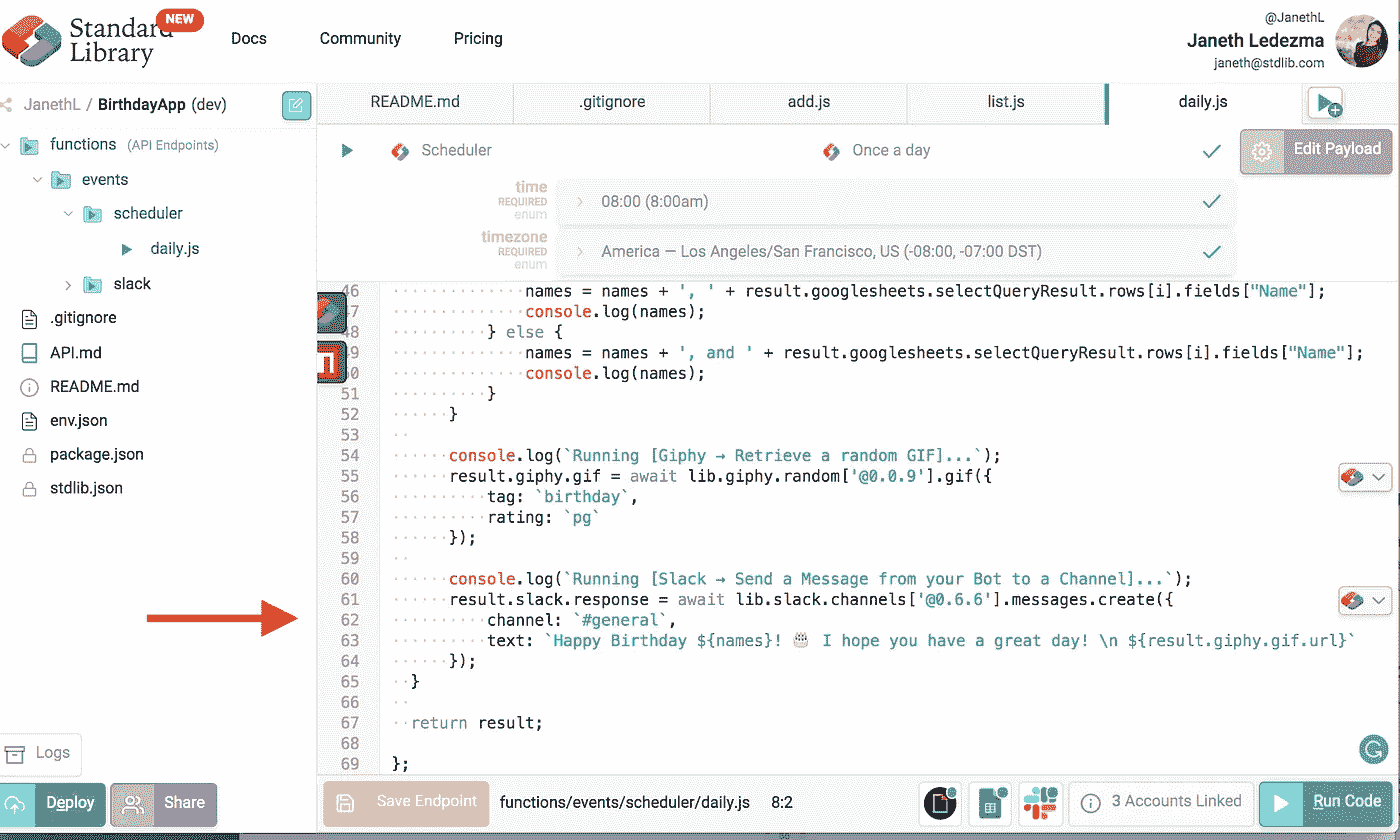 Standard
Library
NEW
Docs
Community
Pricing
@JanethL
Janeth Ledezma
janeth@stdlib.com
JanethL / BirthdayApp (dev)
functions (API Endpoints)
events
scheduler
daily.js
slack
.gitignore
API.md
README.md
env.json
package.json
stdlib.json
Logs
Deploy
Share
README.md
.gitignore
add.js
list.js
daily.js
Scheduler
Once a day
Edit Payload
time
REQUIRED
enum
08:00 (8:00am)
timezone
REQUIRED
enum
America — Los Angeles/San Francisco, US (-08:00, -07:00 DST)
46 names = names + ', ' + result.googlesheets.selectQueryResult.rows[i].fields["Name"];
47 console.log(names);
48 } else {
49 names = names + ', and ' + result.googlesheets.selectQueryResult.rows[i].fields["Name"];
50 console.log(names);
51 }
52 }
53
54 console.log(`Running [Giphy → Retrieve a random GIF]...`);
55 result.giphy.gif = await lib.giphy.random['@0.0.9'].gif({
56 tag: `birthday`,
57 rating: `pg`
58 });
59
60 console.log(`Running [Slack → Send a Message from your Bot to a Channel]...`);
61 result.slack.response = await lib.slack.channels['@0.6.6'].messages.create({
62 channel: `#general`,
63 text: `Happy Birthday ${names}! 🎂 I hope you have a great day! \n ${result.giphy.gif.url}`
64 });
65 }
66
67 return result;
68
69 };
Save Endpoint
functions/events/scheduler/daily.js
8:2
3 Accounts Linked
Run Code